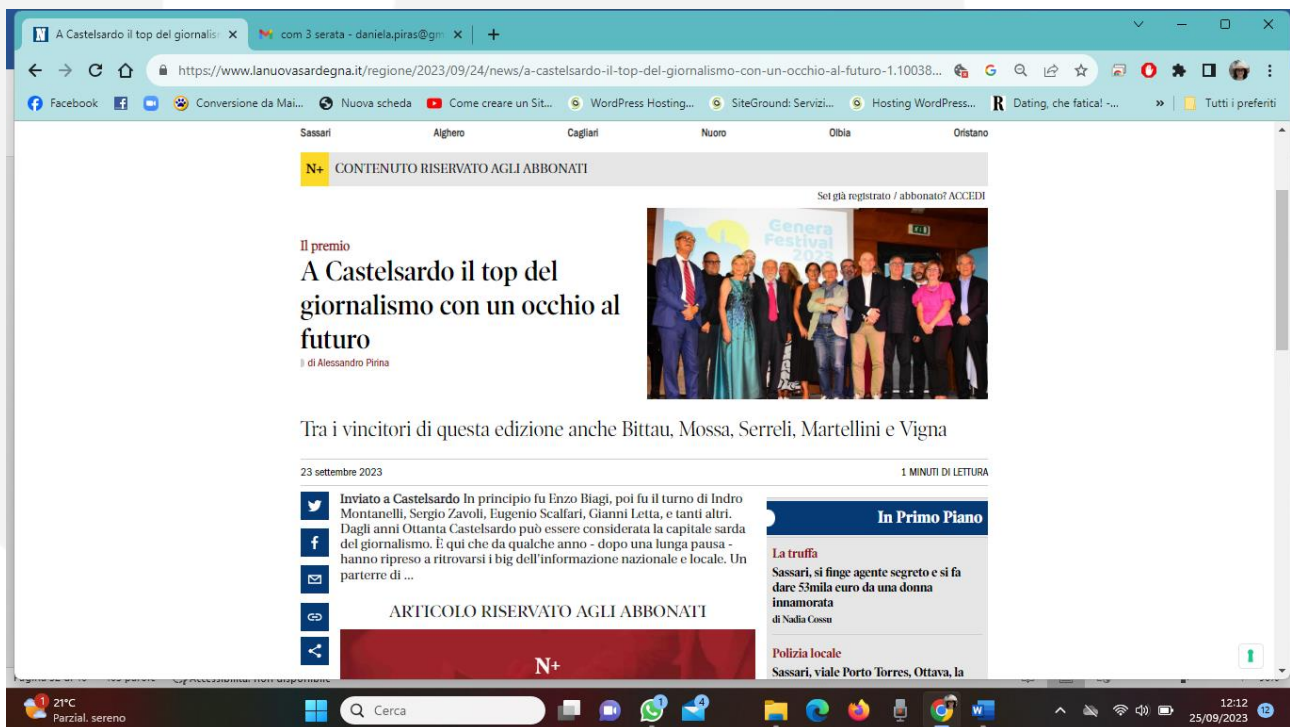 A Castelsardo il top del giornalis
com 3 serata - daniela.piras@gm
https://www.lanuovasardegna.it/regione/2023/09/24/news/a-castelsardo-il-top-del-giornalismo-con-un-occhio-al-futuro-1.10038...
Facebook
Conversione da Mai...
Nuova scheda
Come creare un Sit...
WordPress Hosting...
SiteGround: Servizi...
Hosting WordPress...
Dating, che fatica! -...
»
Tutti i preferiti
Sassari Alghero Cagliari Nuoro Olbia Oristano
N+ CONTENUTO RISERVATO AGLI ABBONATI
Sei già registrato / abbonato? ACCEDI
Genera
Festival
2023
Il premio
A Castelsardo il top del
giornalismo con un occhio al
futuro
di Alessandro Pirina
Tra i vincitori di questa edizione anche Bittau, Mossa, Serreli, Martellini e Vigna
23 settembre 2023
1 MINUTI DI LETTURA
Inviato a Castelsardo In principio fu Enzo Biagi, poi fu il turno di Indro
Montanelli, Sergio Zavoli, Eugenio Scalfari, Gianni Letta, e tanti altri.
Dagli anni Ottanta Castelsardo può essere considerata la capitale sarda
del giornalismo. È qui che da qualche anno - dopo una lunga pausa -
hanno ripreso a ritrovarsi i big dell'informazione nazionale e locale. Un
parterre di ...
ARTICOLO RISERVATO AGLI ABBONATI
N+
In Primo Piano
La truffa
Sassari, si finge agente segreto e si fa
dare 53mila euro da una donna
innamorata
di Nadia Cossu
Polizia locale
Sassari, viale Porto Torres, Ottava, la
21°C
Parzial. sereno
Cerca
12:12
25/09/2023
12